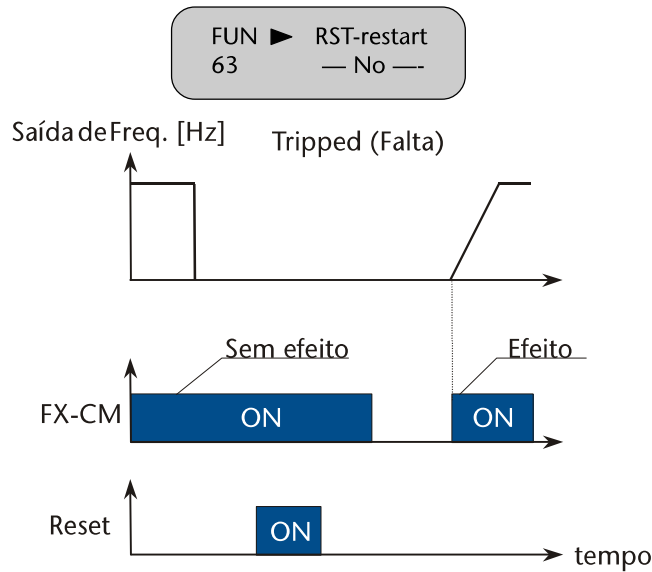 FUN ► RST-restart
63 — No —-
Saída de Freq. [Hz]
Tripped (Falta)
Sem efeito
Efeito
FX-CM
ON
ON
Reset
ON
tempo